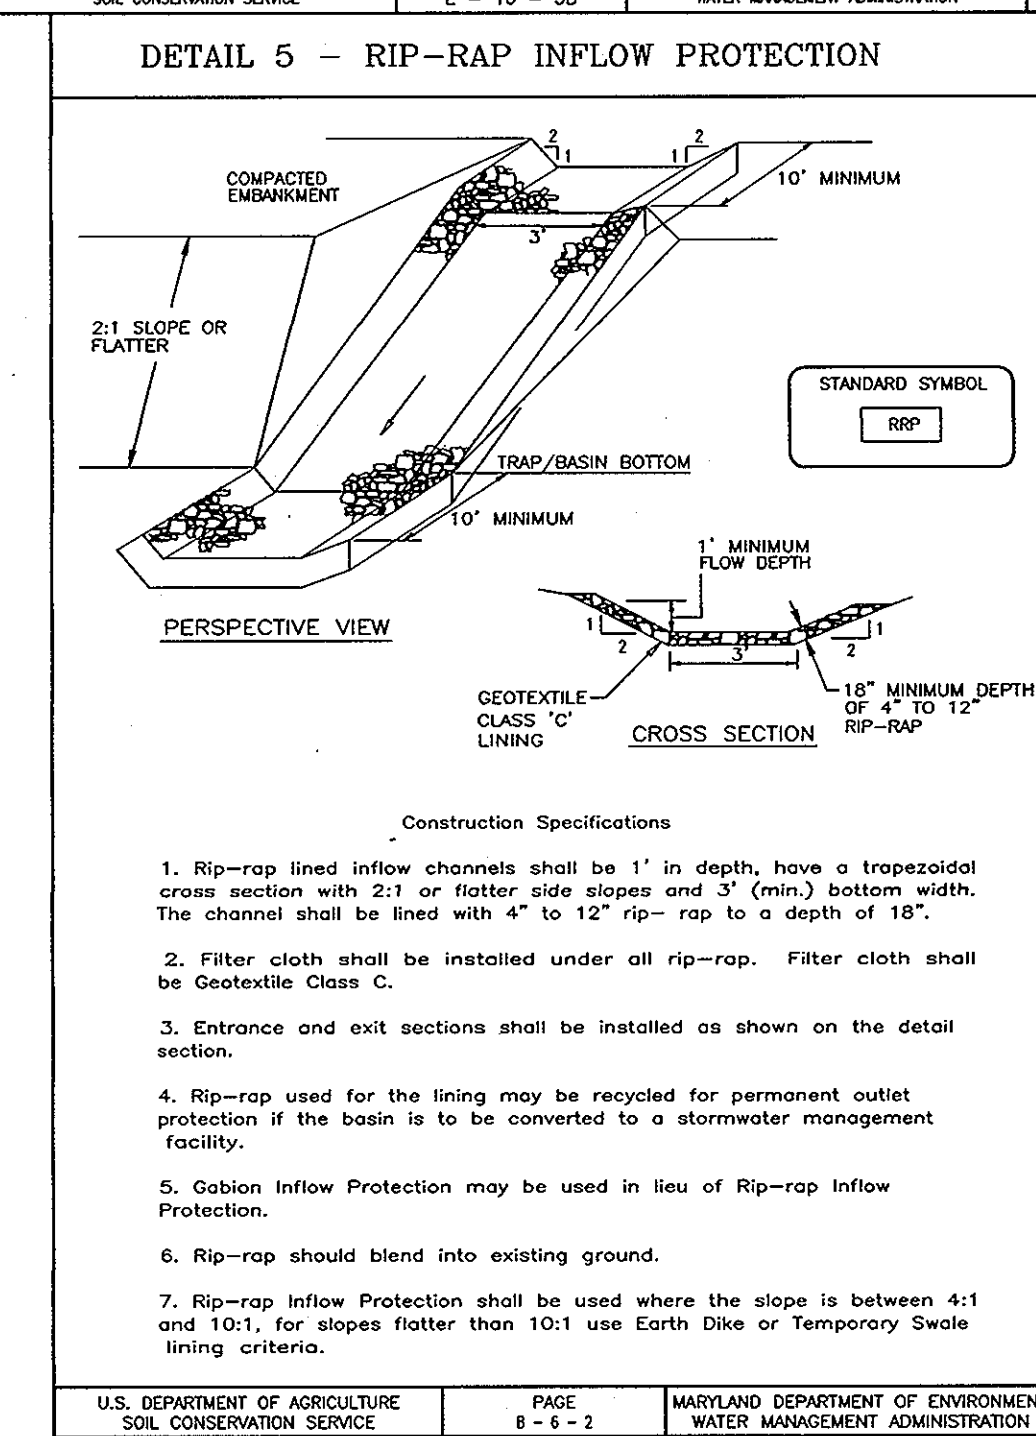 SOIL CONSERVATION SERVICE
WATER MANAGEMENT ADMINISTRATION
DETAIL 5 — RIP-RAP INFLOW PROTECTION
2
1
2
1
COMPACTED
EMBANKMENT
10' MINIMUM
3'
2:1 SLOPE OR
FLATTER
STANDARD SYMBOL
RRP
TRAP/BASIN BOTTOM
10' MINIMUM
PERSPECTIVE VIEW
1' MINIMUM
FLOW DEPTH
1
2
3'
1
2
GEOTEXTILE
CLASS 'C'
LINING
18" MINIMUM DEPTH
OF 4" TO 12"
RIP-RAP
CROSS SECTION
Construction Specifications
1. Rip-rap lined inflow channels shall be 1' in depth, have a trapezoidal
cross section with 2:1 or flatter side slopes and 3' (min.) bottom width.
The channel shall be lined with 4" to 12" rip- rap to a depth of 18".
2. Filter cloth shall be installed under all rip-rap. Filter cloth shall
be Geotextile Class C.
3. Entrance and exit sections shall be installed as shown on the detail
section.
4. Rip-rap used for the lining may be recycled for permanent outlet
protection if the basin is to be converted to a stormwater management
facility.
5. Gabion Inflow Protection may be used in lieu of Rip-rap Inflow
Protection.
6. Rip-rap should blend into existing ground.
7. Rip-rap Inflow Protection shall be used where the slope is between 4:1
and 10:1, for slopes flatter than 10:1 use Earth Dike or Temporary Swale
lining criteria.
U.S. DEPARTMENT OF AGRICULTURE
SOIL CONSERVATION SERVICE
PAGE
B - 6 - 2
MARYLAND DEPARTMENT OF ENVIRONMEN
WATER MANAGEMENT ADMINISTRATION